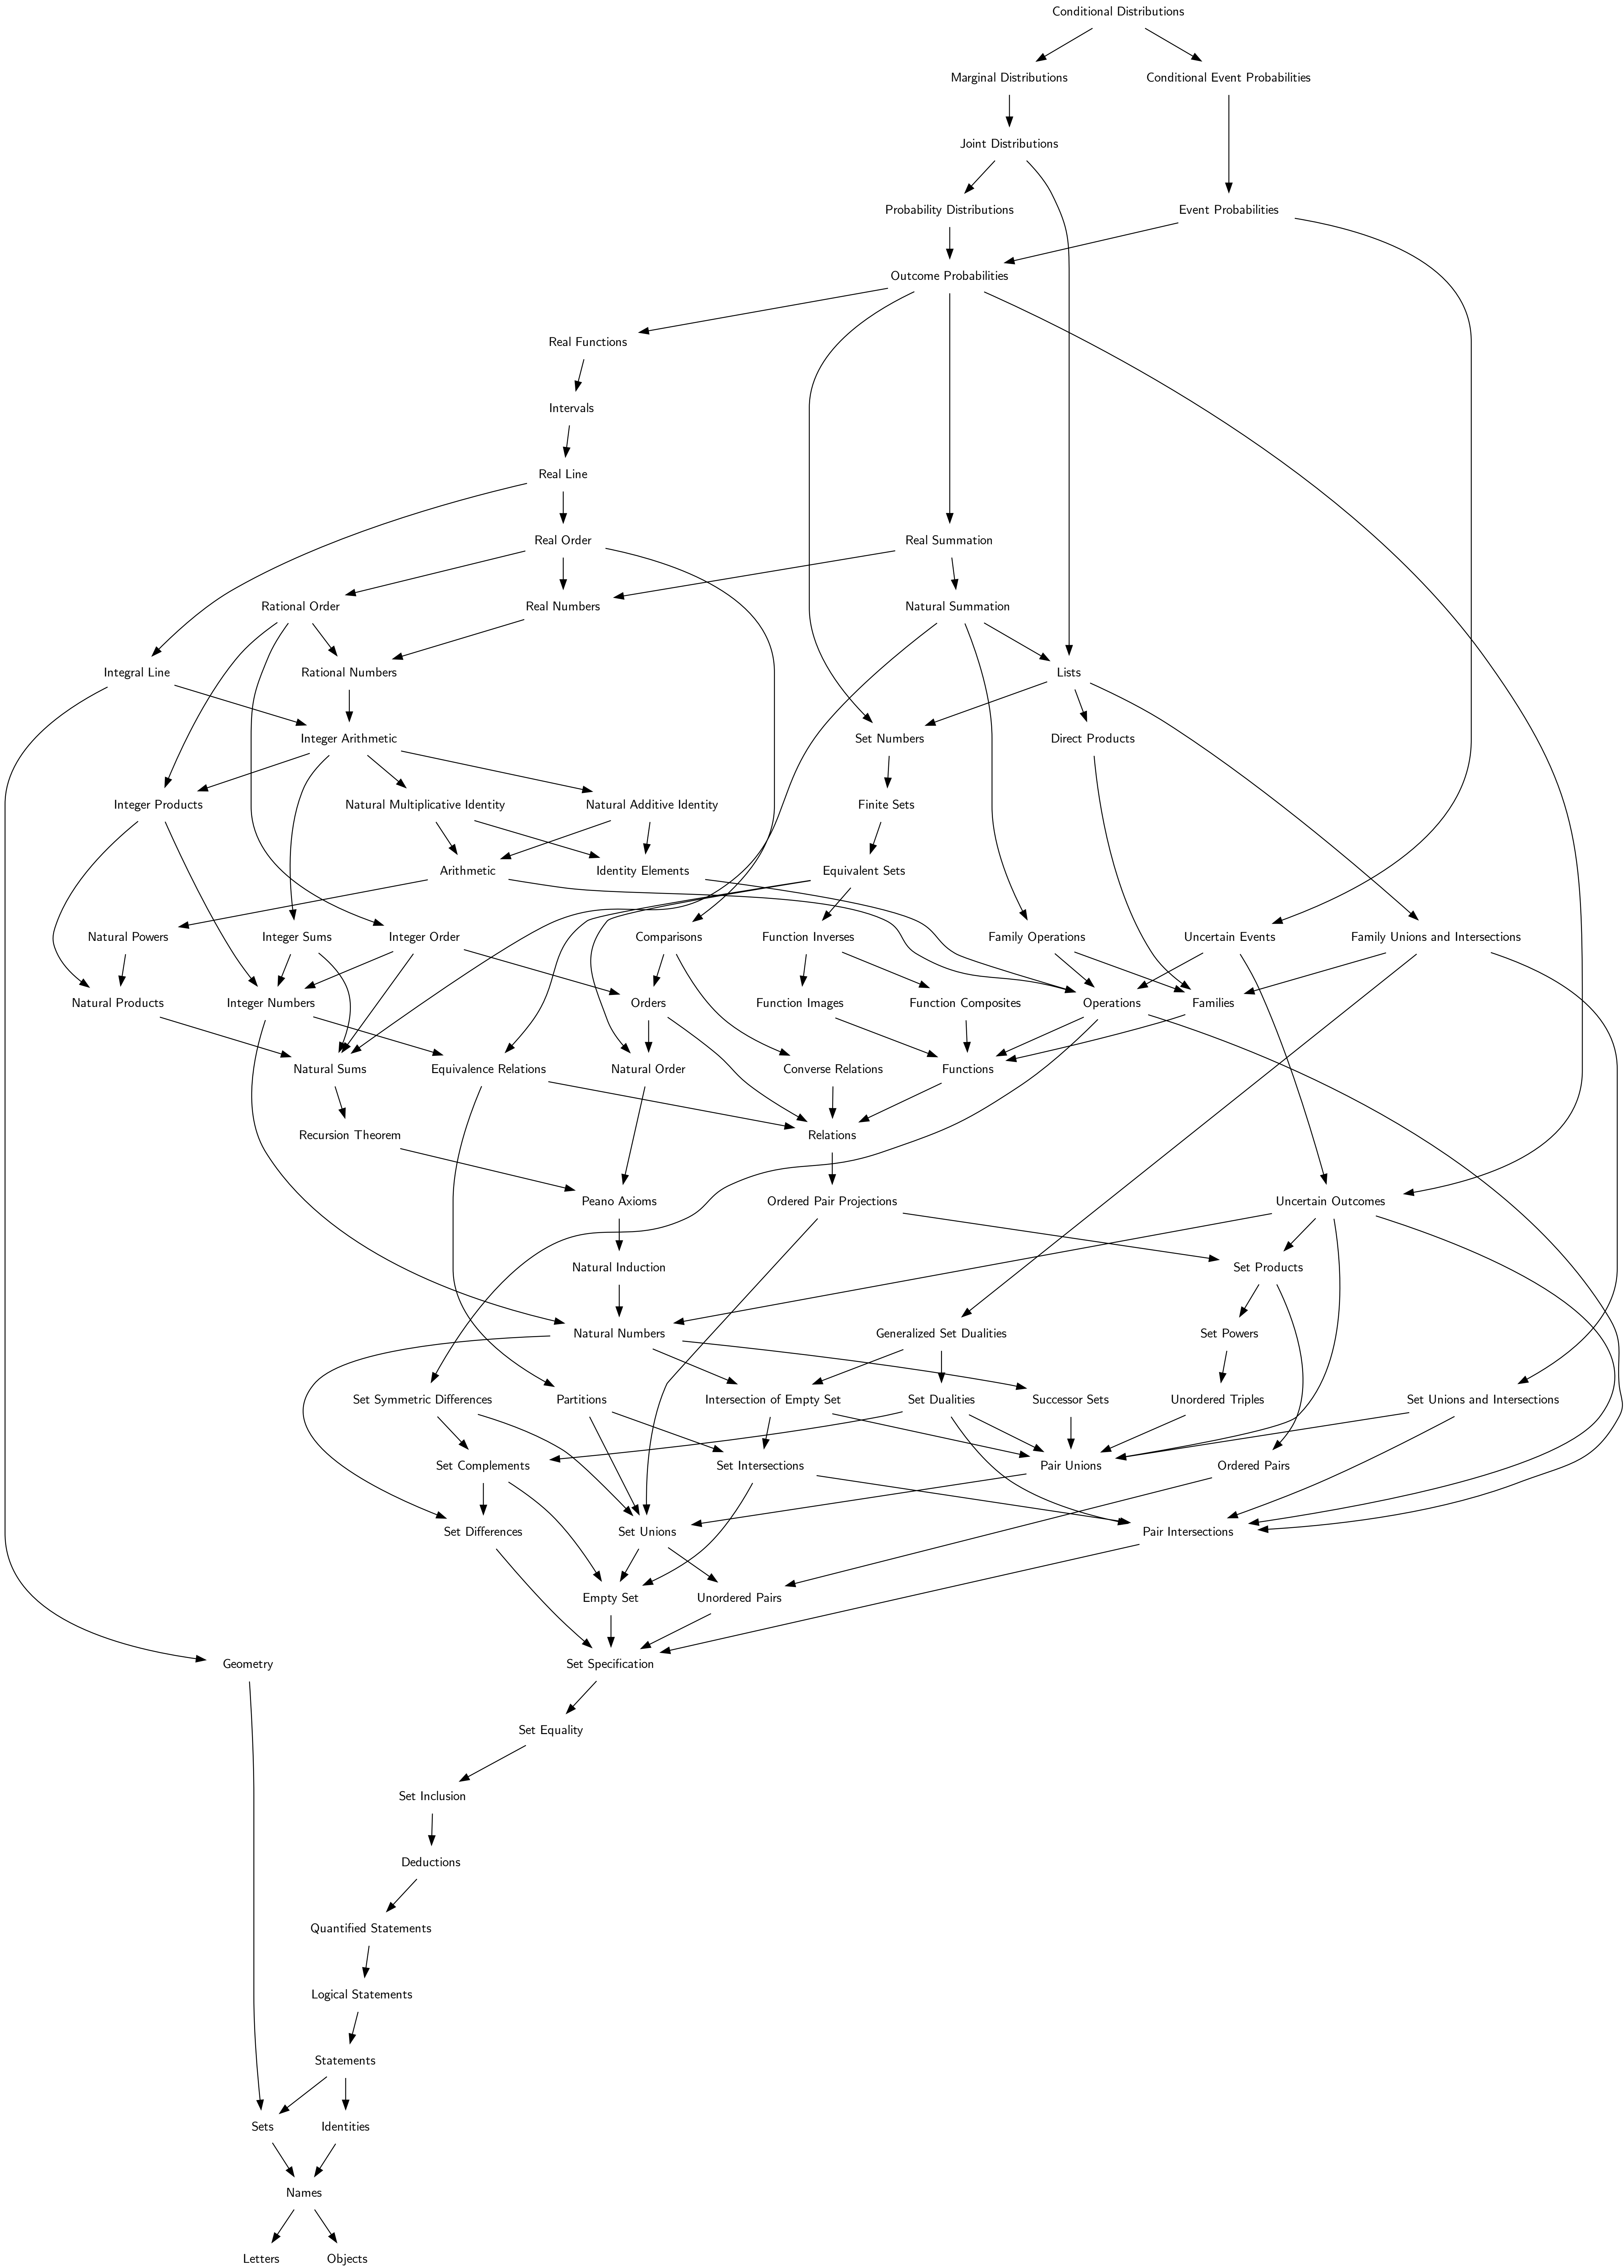 Conditional Distributions
Marginal Distributions
Conditional Event Probabilities
Joint Distributions
Probability Distributions
Event Probabilities
Outcome Probabilities
Real Functions
Intervals
Real Line
Real Order
Real Summation
Rational Order
Real Numbers
Natural Summation
Integral Line
Rational Numbers
Lists
Integer Arithmetic
Set Numbers
Direct Products
Integer Products
Natural Multiplicative Identity
Natural Additive Identity
Finite Sets
Arithmetic
Identity Elements
Equivalent Sets
Natural Powers
Integer Sums
Integer Order
Comparisons
Function Inverses
Family Operations
Uncertain Events
Family Unions and Intersections
Natural Products
Integer Numbers
Orders
Function Images
Function Composites
Operations
Families
Natural Sums
Equivalence Relations
Natural Order
Converse Relations
Functions
Recursion Theorem
Relations
Peano Axioms
Ordered Pair Projections
Uncertain Outcomes
Natural Induction
Set Products
Natural Numbers
Generalized Set Dualities
Set Powers
Set Symmetric Differences
Partitions
Intersection of Empty Set
Set Dualities
Successor Sets
Unordered Triples
Set Unions and Intersections
Set Complements
Set Intersections
Pair Unions
Ordered Pairs
Set Differences
Set Unions
Pair Intersections
Empty Set
Unordered Pairs
Geometry
Set Specification
Set Equality
Set Inclusion
Deductions
Quantified Statements
Logical Statements
Statements
Sets
Identities
Names
Letters
Objects